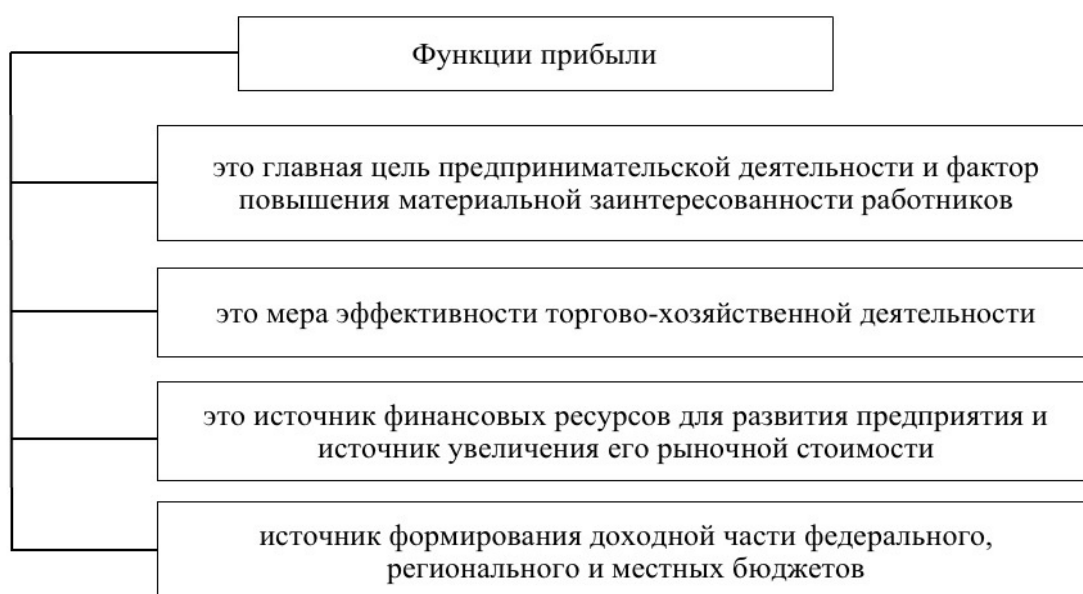 Функции прибыли
это главная цель предпринимательской деятельности и фактор
повышения материальной заинтересованности работников
это мера эффективности торгово-хозяйственной деятельности
это источник финансовых ресурсов для развития предприятия и
источник увеличения его рыночной стоимости
источник формирования доходной части федерального,
регионального и местных бюджетов